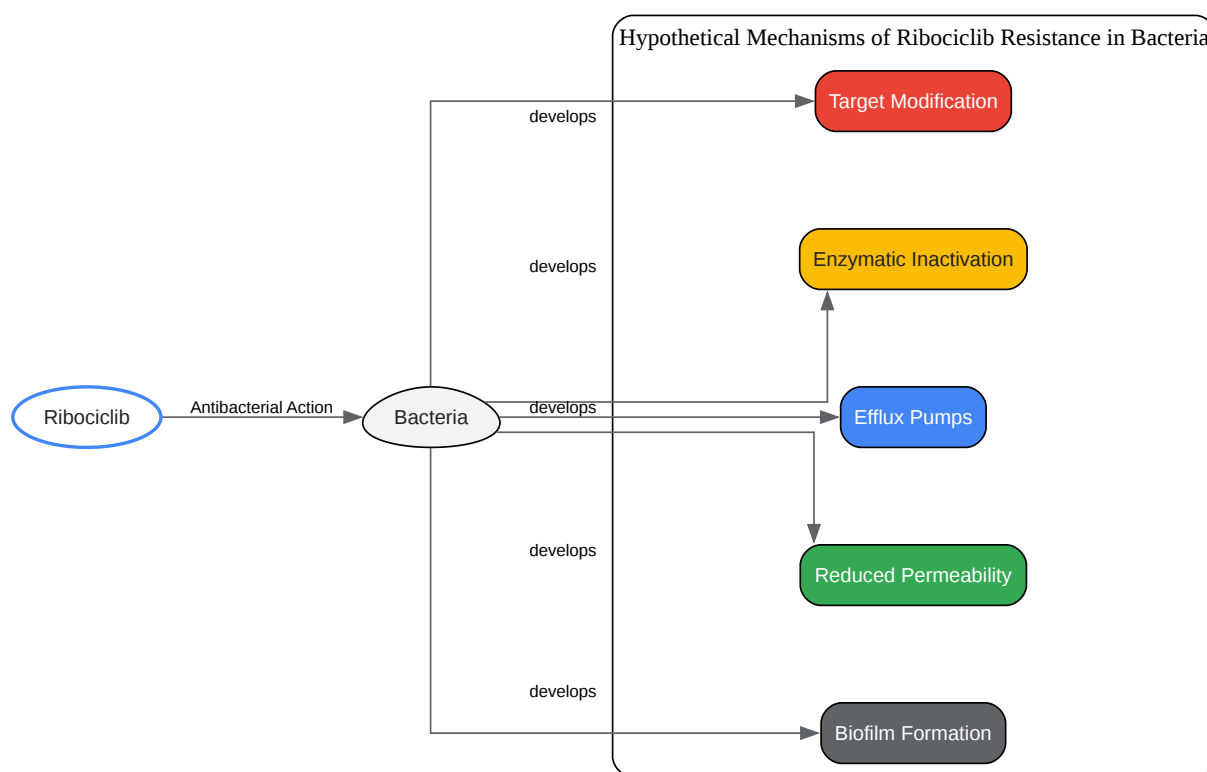 Hypothetical Mechanisms of Ribociclib Resistance in Bacteria
Target Modification
develops
Enzymatic Inactivation
develops
Ribociclib
Antibacterial Action
Bacteria
develops
Efflux Pumps
develops
Reduced Permeability
develops
Biofilm Formation